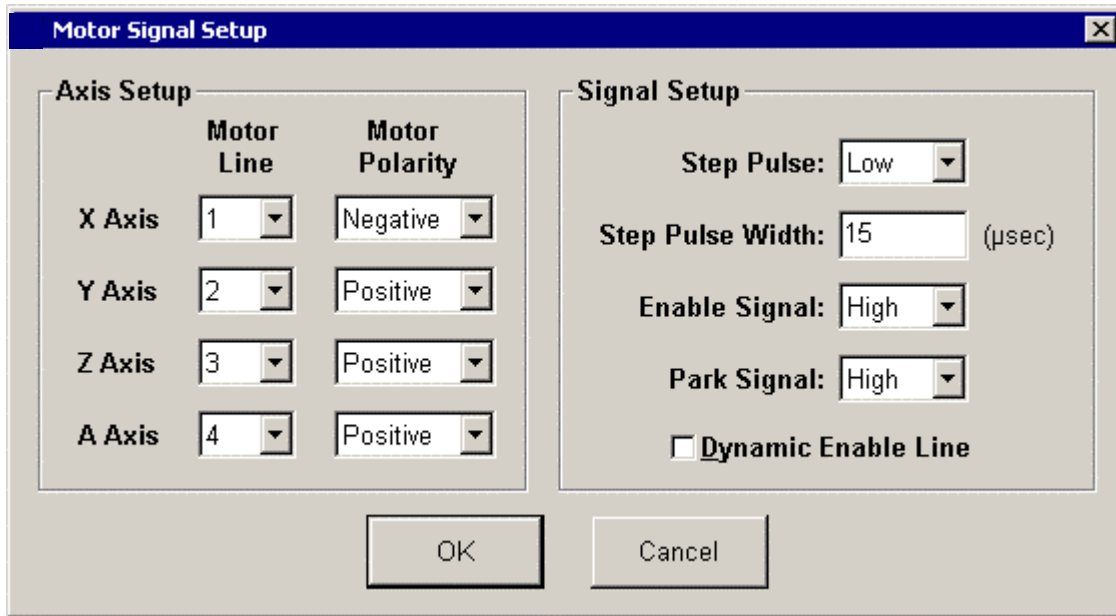 Motor Signal Setup
Axis Setup
Motor Line
Motor Polarity
X Axis 1 Negative
Y Axis 2 Positive
Z Axis 3 Positive
A Axis 4 Positive
Signal Setup
Step Pulse: Low
Step Pulse Width: 15 (µsec)
Enable Signal: High
Park Signal: High
Dynamic Enable Line
OK Cancel